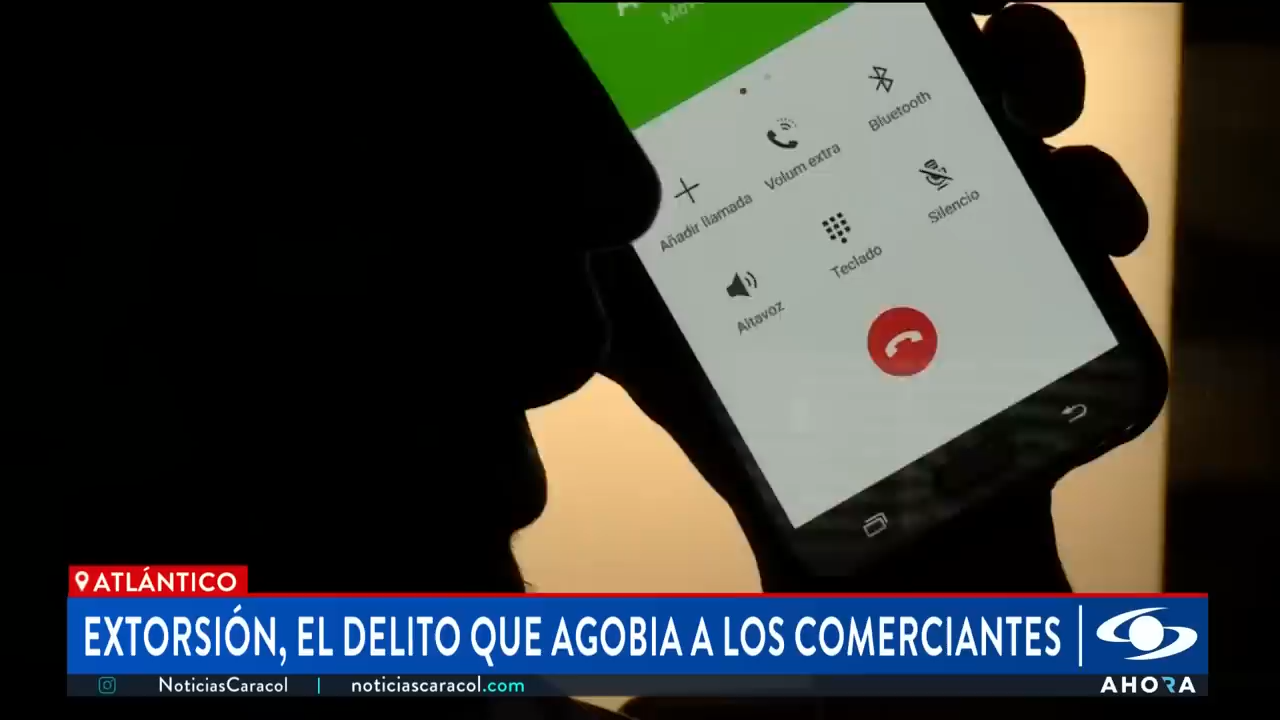 Bluetooth
Volum extra
Añadir llamada
Silencio
Teclado
Altavoz
ATLÁNTICO
EXTORSIÓN, EL DELITO QUE AGOBIA A LOS COMERCIANTES
NoticiasCaracol | noticiascaracol.com
AHORA